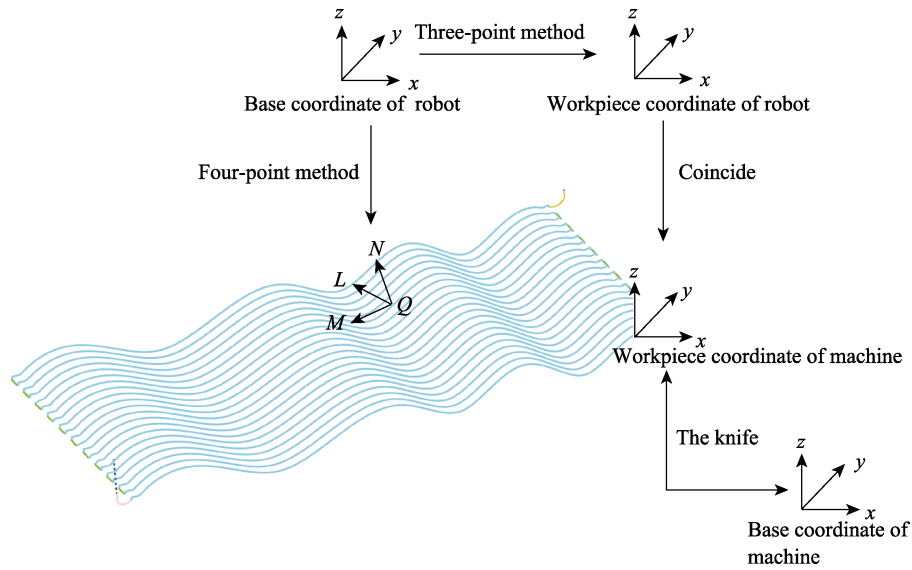 z
y
x
Base coordinate of robot
Three-point method
z
y
x
Workpiece coordinate of robot
Four-point method
Coincide
N
L
Q
M
z
y
x
Workpiece coordinate of machine
The knife
z
y
x
Base coordinate of
machine